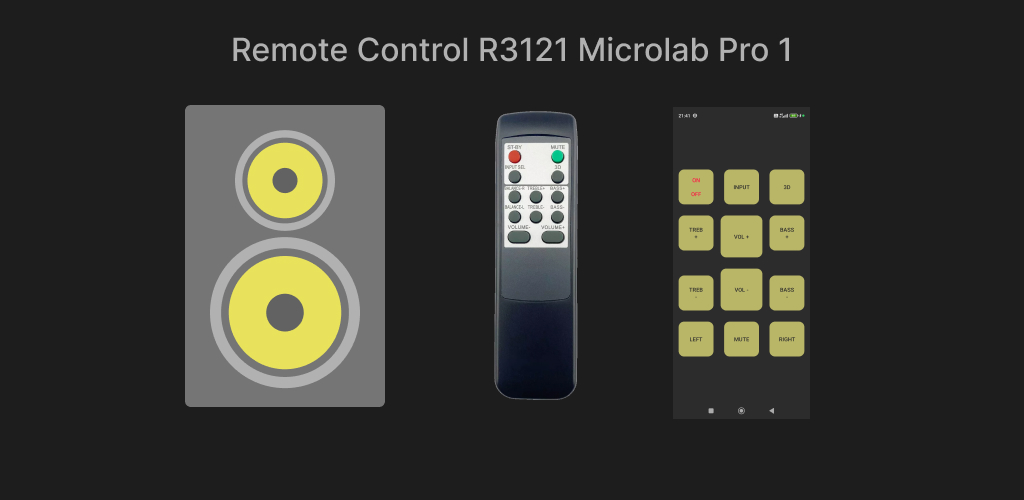 Remote Control R3121 Microlab Pro 1
ST-BY MUTE
INPUT SEL 3D
BALANCE-R TREBLE+ BASS+
BALANCE-L TREBLE- BASS-
VOLUME- VOLUME+
21:41
ON
OFF
INPUT
3D
TREB
+
VOL +
BASS
+
TREB
-
VOL -
BASS
-
LEFT
MUTE
RIGHT